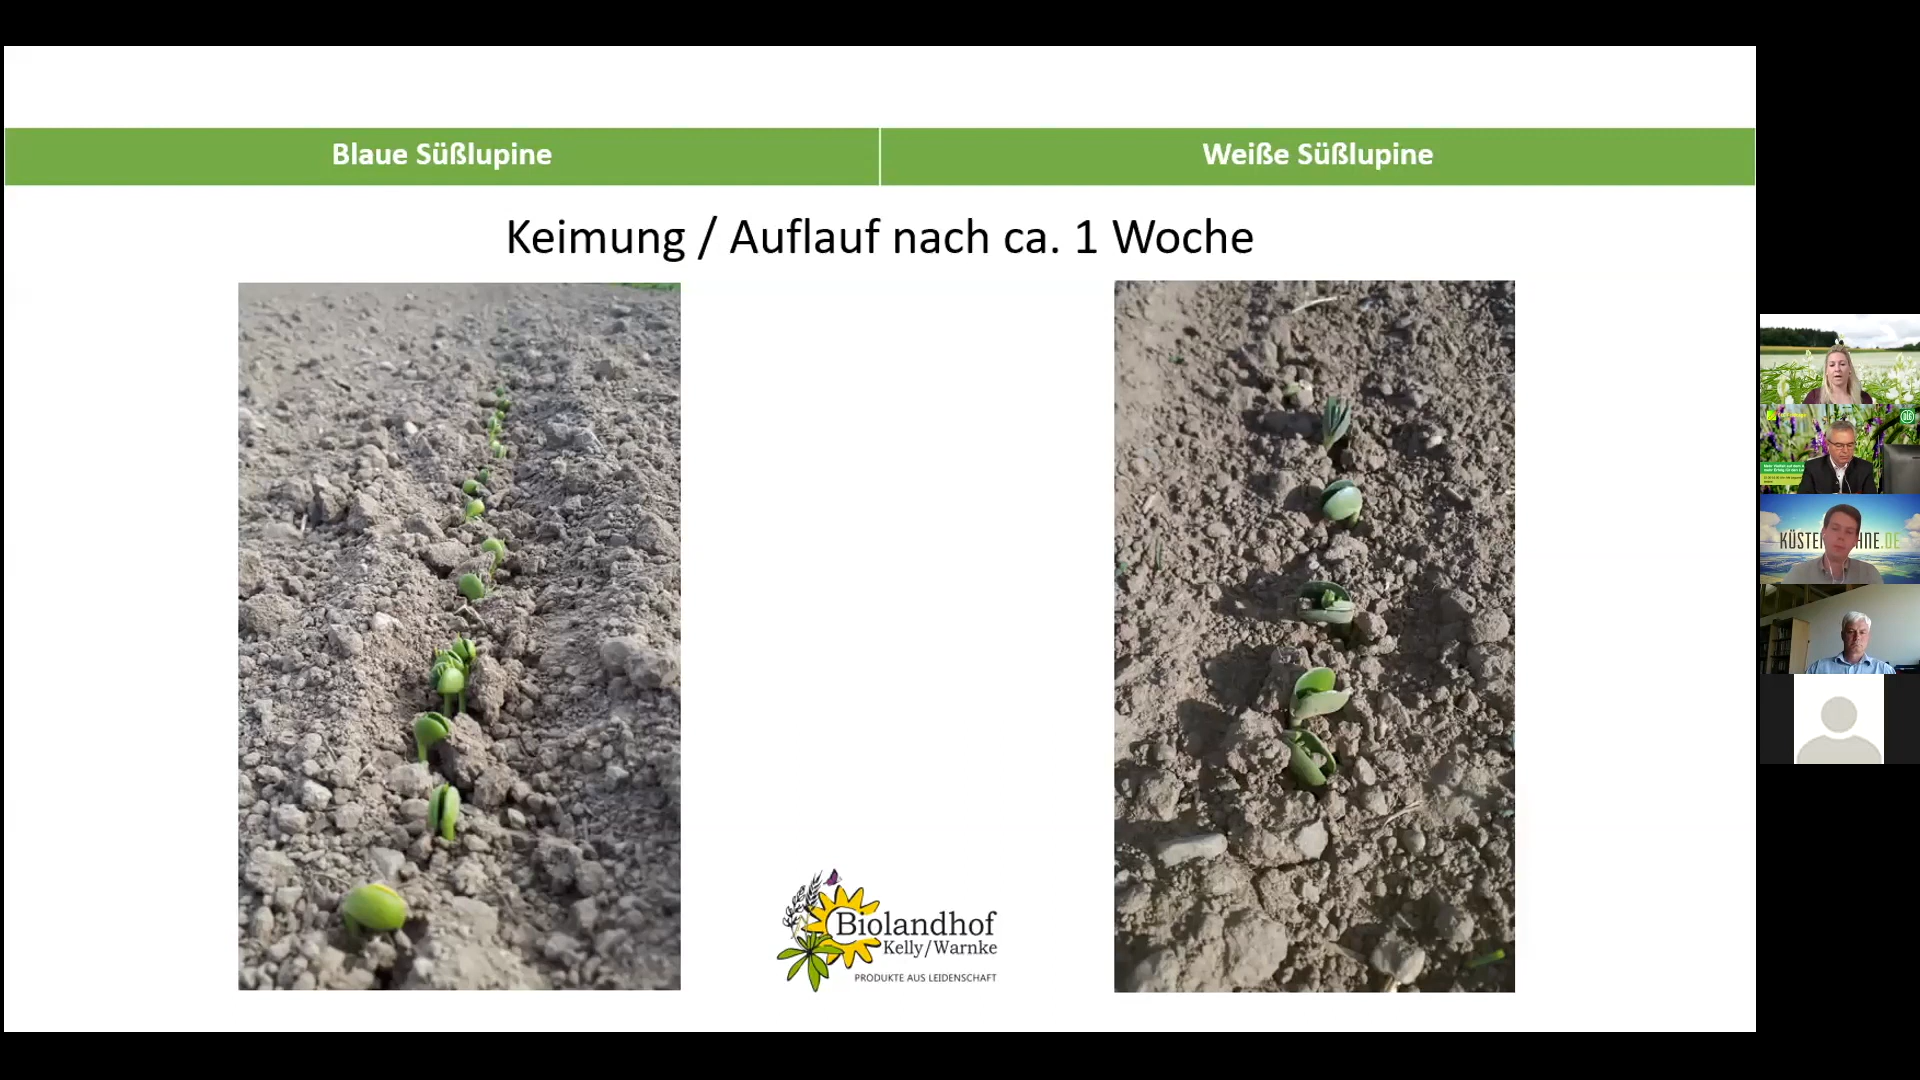 Blaue Süßlupine
Weiße Süßlupine
Keimung / Auflauf nach ca. 1 Woche
Biolandhof
Kelly/Warnke
PRODUKTE AUS LEIDENSCHAFT